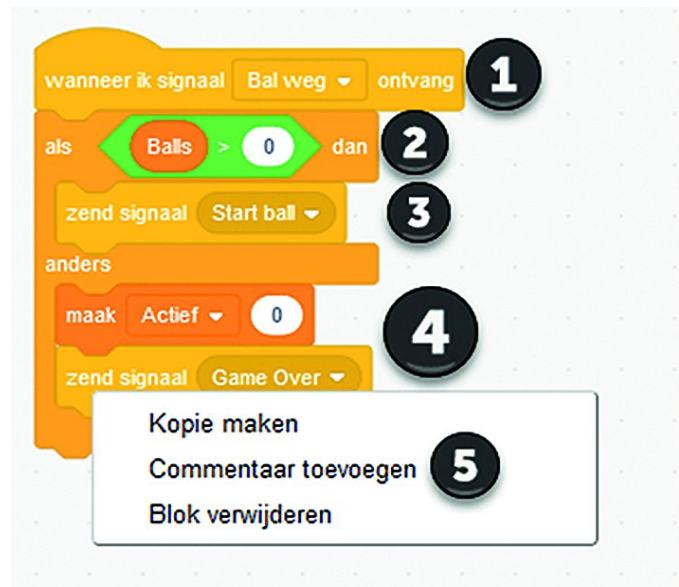 wanneer ik signaal Bal weg ontvang 1
als Balls > 0 dan 2
zend signaal Start ball 3
anders
maak Actief 0
4
zend signaal Game Over
Kopie maken
Commentaar toevoegen 5
Blok verwijderen